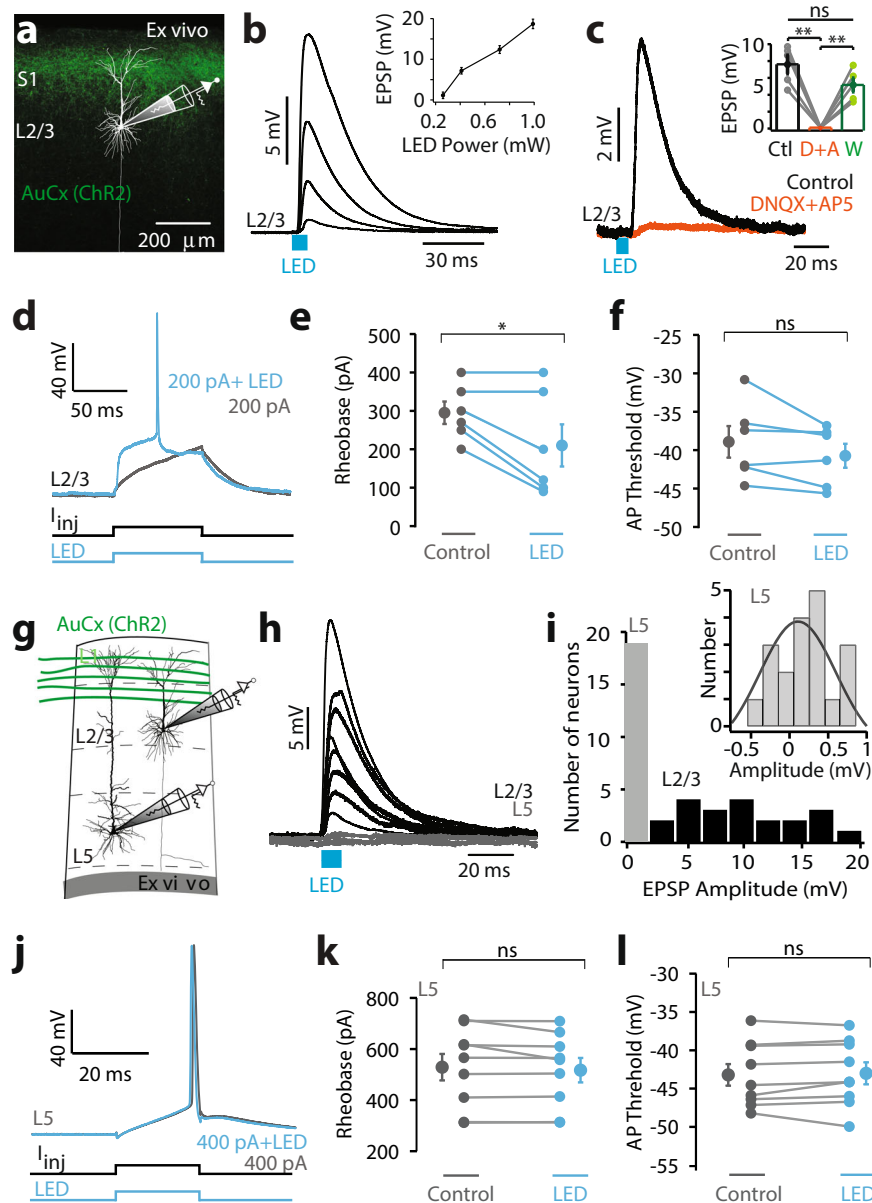 a
Ex vivo
S1
L2/3
AuCx (ChR2)
200 μm
b
EPSP (mV)
20
10
0
0.2 0.6 1.0
LED Power (mW)
5 mV
L2/3
LED
30 ms
c
ns
** **
EPSP (mV)
10
5
0
Ctl D+A W
2 mV
Control
DNQX+AP5
L2/3
LED
20 ms
d
40 mV
50 ms
200 pA+ LED
200 pA
L2/3
Iinj
LED
e
*
Rheobase (pA)
500
400
300
200
100
0
Control LED
f
ns
AP Threshold (mV)
-25
-30
-35
-40
-45
-50
Control LED
g
AuCx (ChR2)
L1
L2/3
L5
Ex vi vo
h
5 mV
L2/3
L5
LED
20 ms
i
L5
Number of neurons
20
15
10
5
0
L2/3
0 5 10 15 20
EPSP Amplitude (mV)
L5
Number
5
0
-0.5 0 0.5 1
Amplitude (mV)
j
40 mV
20 ms
L5
400 pA+LED
400 pA
Iinj
LED
k
ns
L5
Rheobase (pA)
800
600
400
200
Control LED
l
ns
L5
AP Threhold (mV)
-30
-35
-40
-45
-50
-55
Control LED